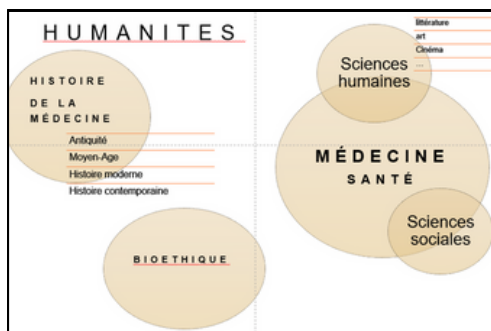 HUMANITES
HISTOIRE
DE LA
MÉDECINE
Antiquité
Moyen-Age
Histoire moderne
Histoire contemporaine
BIOETHIQUE
littérature
art
Cinéma
...
Sciences
humaines
MÉDECINE
SANTÉ
Sciences
sociales